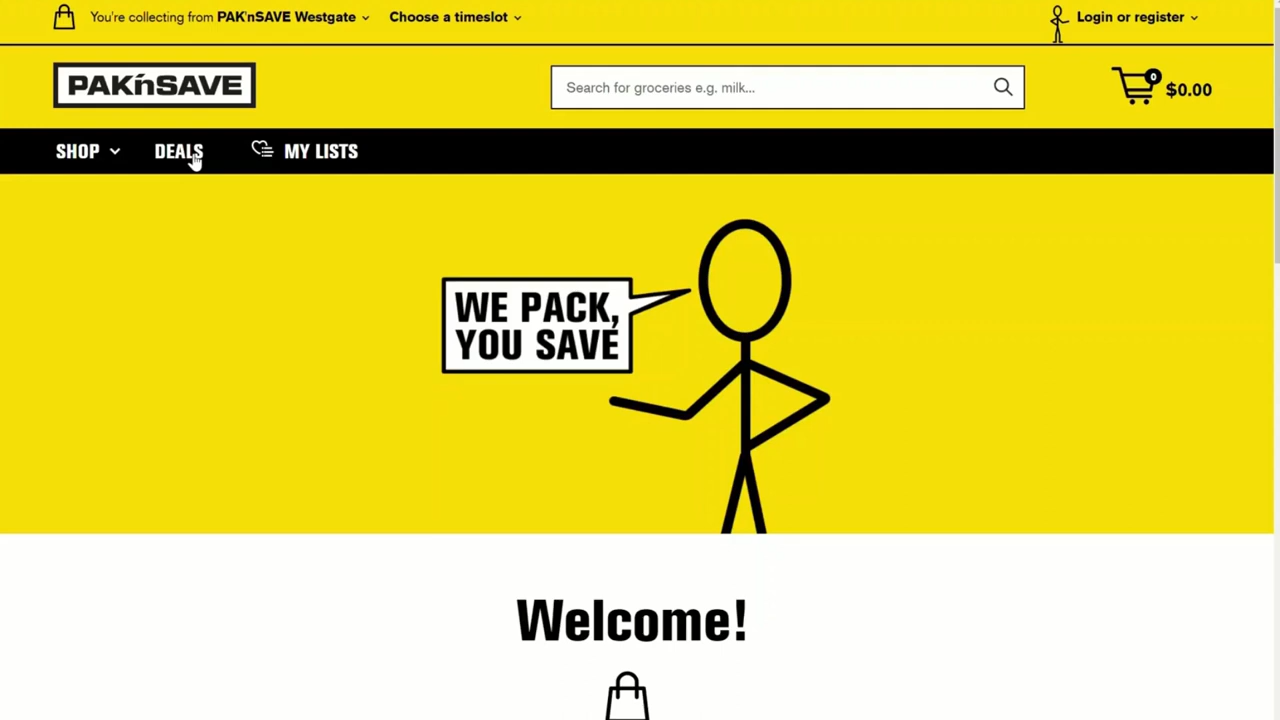 You're collecting from PAK'nSAVE Westgate
Choose a timeslot
Login or register
PAK'nSAVE
Search for groceries e.g. milk...
0
$0.00
SHOP
DEALS
MY LISTS
WE PACK,
YOU SAVE
Welcome!